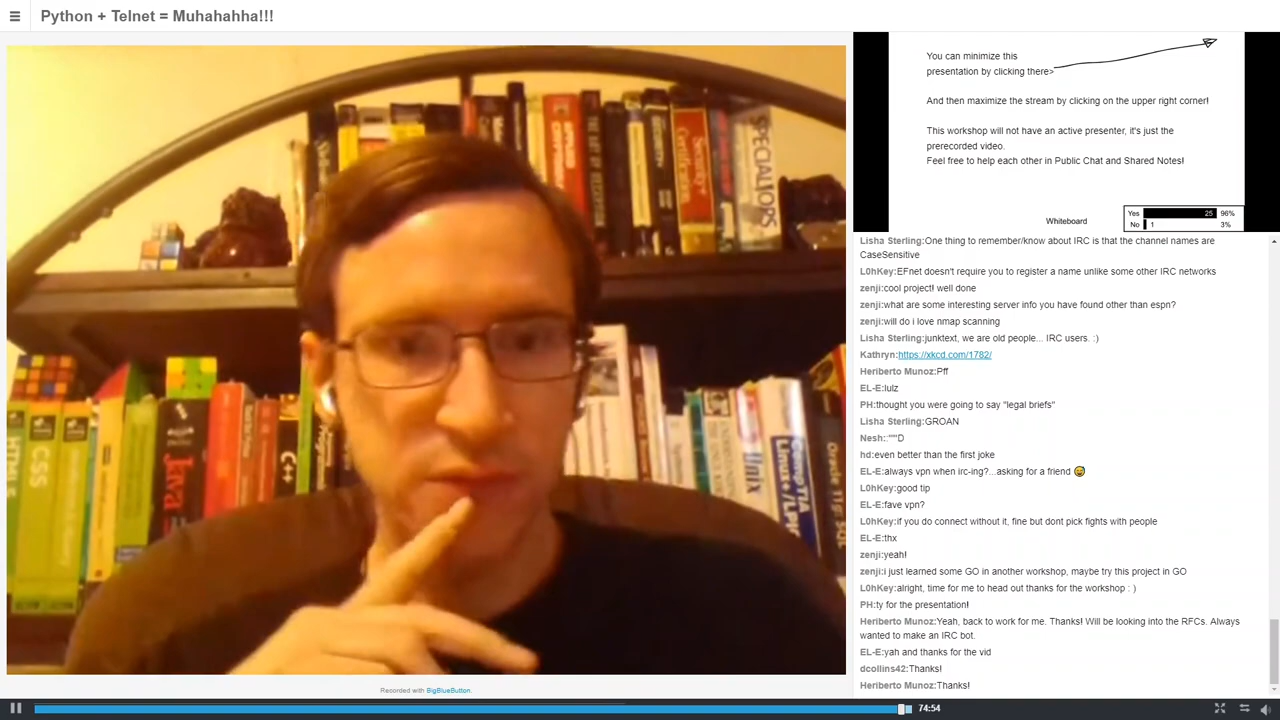 Python + Telnet = Muhahahha!!!
You can minimize this
presentation by clicking there>
And then maximize the stream by clicking on the upper right corner!
This workshop will not have an active presenter, it's just the
prerecorded video.
Feel free to help each other in Public Chat and Shared Notes!
Whiteboard
Yes 25 96%
No 1 3%
Lisha Sterling:One thing to remember/know about IRC is that the channel names are
CaseSensitive
L0hKey:EFnet doesn't require you to register a name unlike some other IRC networks
zenji:cool project! well done
zenji:what are some interesting server info you have found other than espn?
zenji:will do i love nmap scanning
Lisha Sterling:junktext, we are old people... IRC users. :)
Kathryn:https://xkcd.com/1782/
Heriberto Munoz:Pff
EL-E:lulz
PH:thought you were going to say "legal briefs"
Lisha Sterling:GROAN
Nesh::"""D
hd:even better than the first joke
EL-E:always vpn when irc-ing?...asking for a friend 😅
L0hKey:good tip
EL-E:fave vpn?
L0hKey:if you do connect without it, fine but dont pick fights with people
EL-E:thx
zenji:yeah!
zenji:i just learned some GO in another workshop, maybe try this project in GO
L0hKey:alright, time for me to head out thanks for the workshop : )
PH:ty for the presentation!
Heriberto Munoz:Yeah, back to work for me. Thanks! Will be looking into the RFCs. Always
wanted to make an IRC bot.
EL-E:yah and thanks for the vid
dcollins42:Thanks!
Heriberto Munoz:Thanks!
SPECIAL OPS
Security
CSS
Unix
CompTIA
Linux+/LPI
Oracle 11g
Recorded with BigBlueButton.
74:54